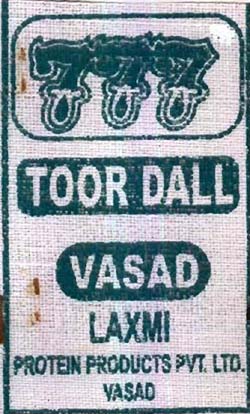 777
TOOR DALL
VASAD
LAXMI
PROTEIN PRODUCTS PVT. LTD.
VASAD